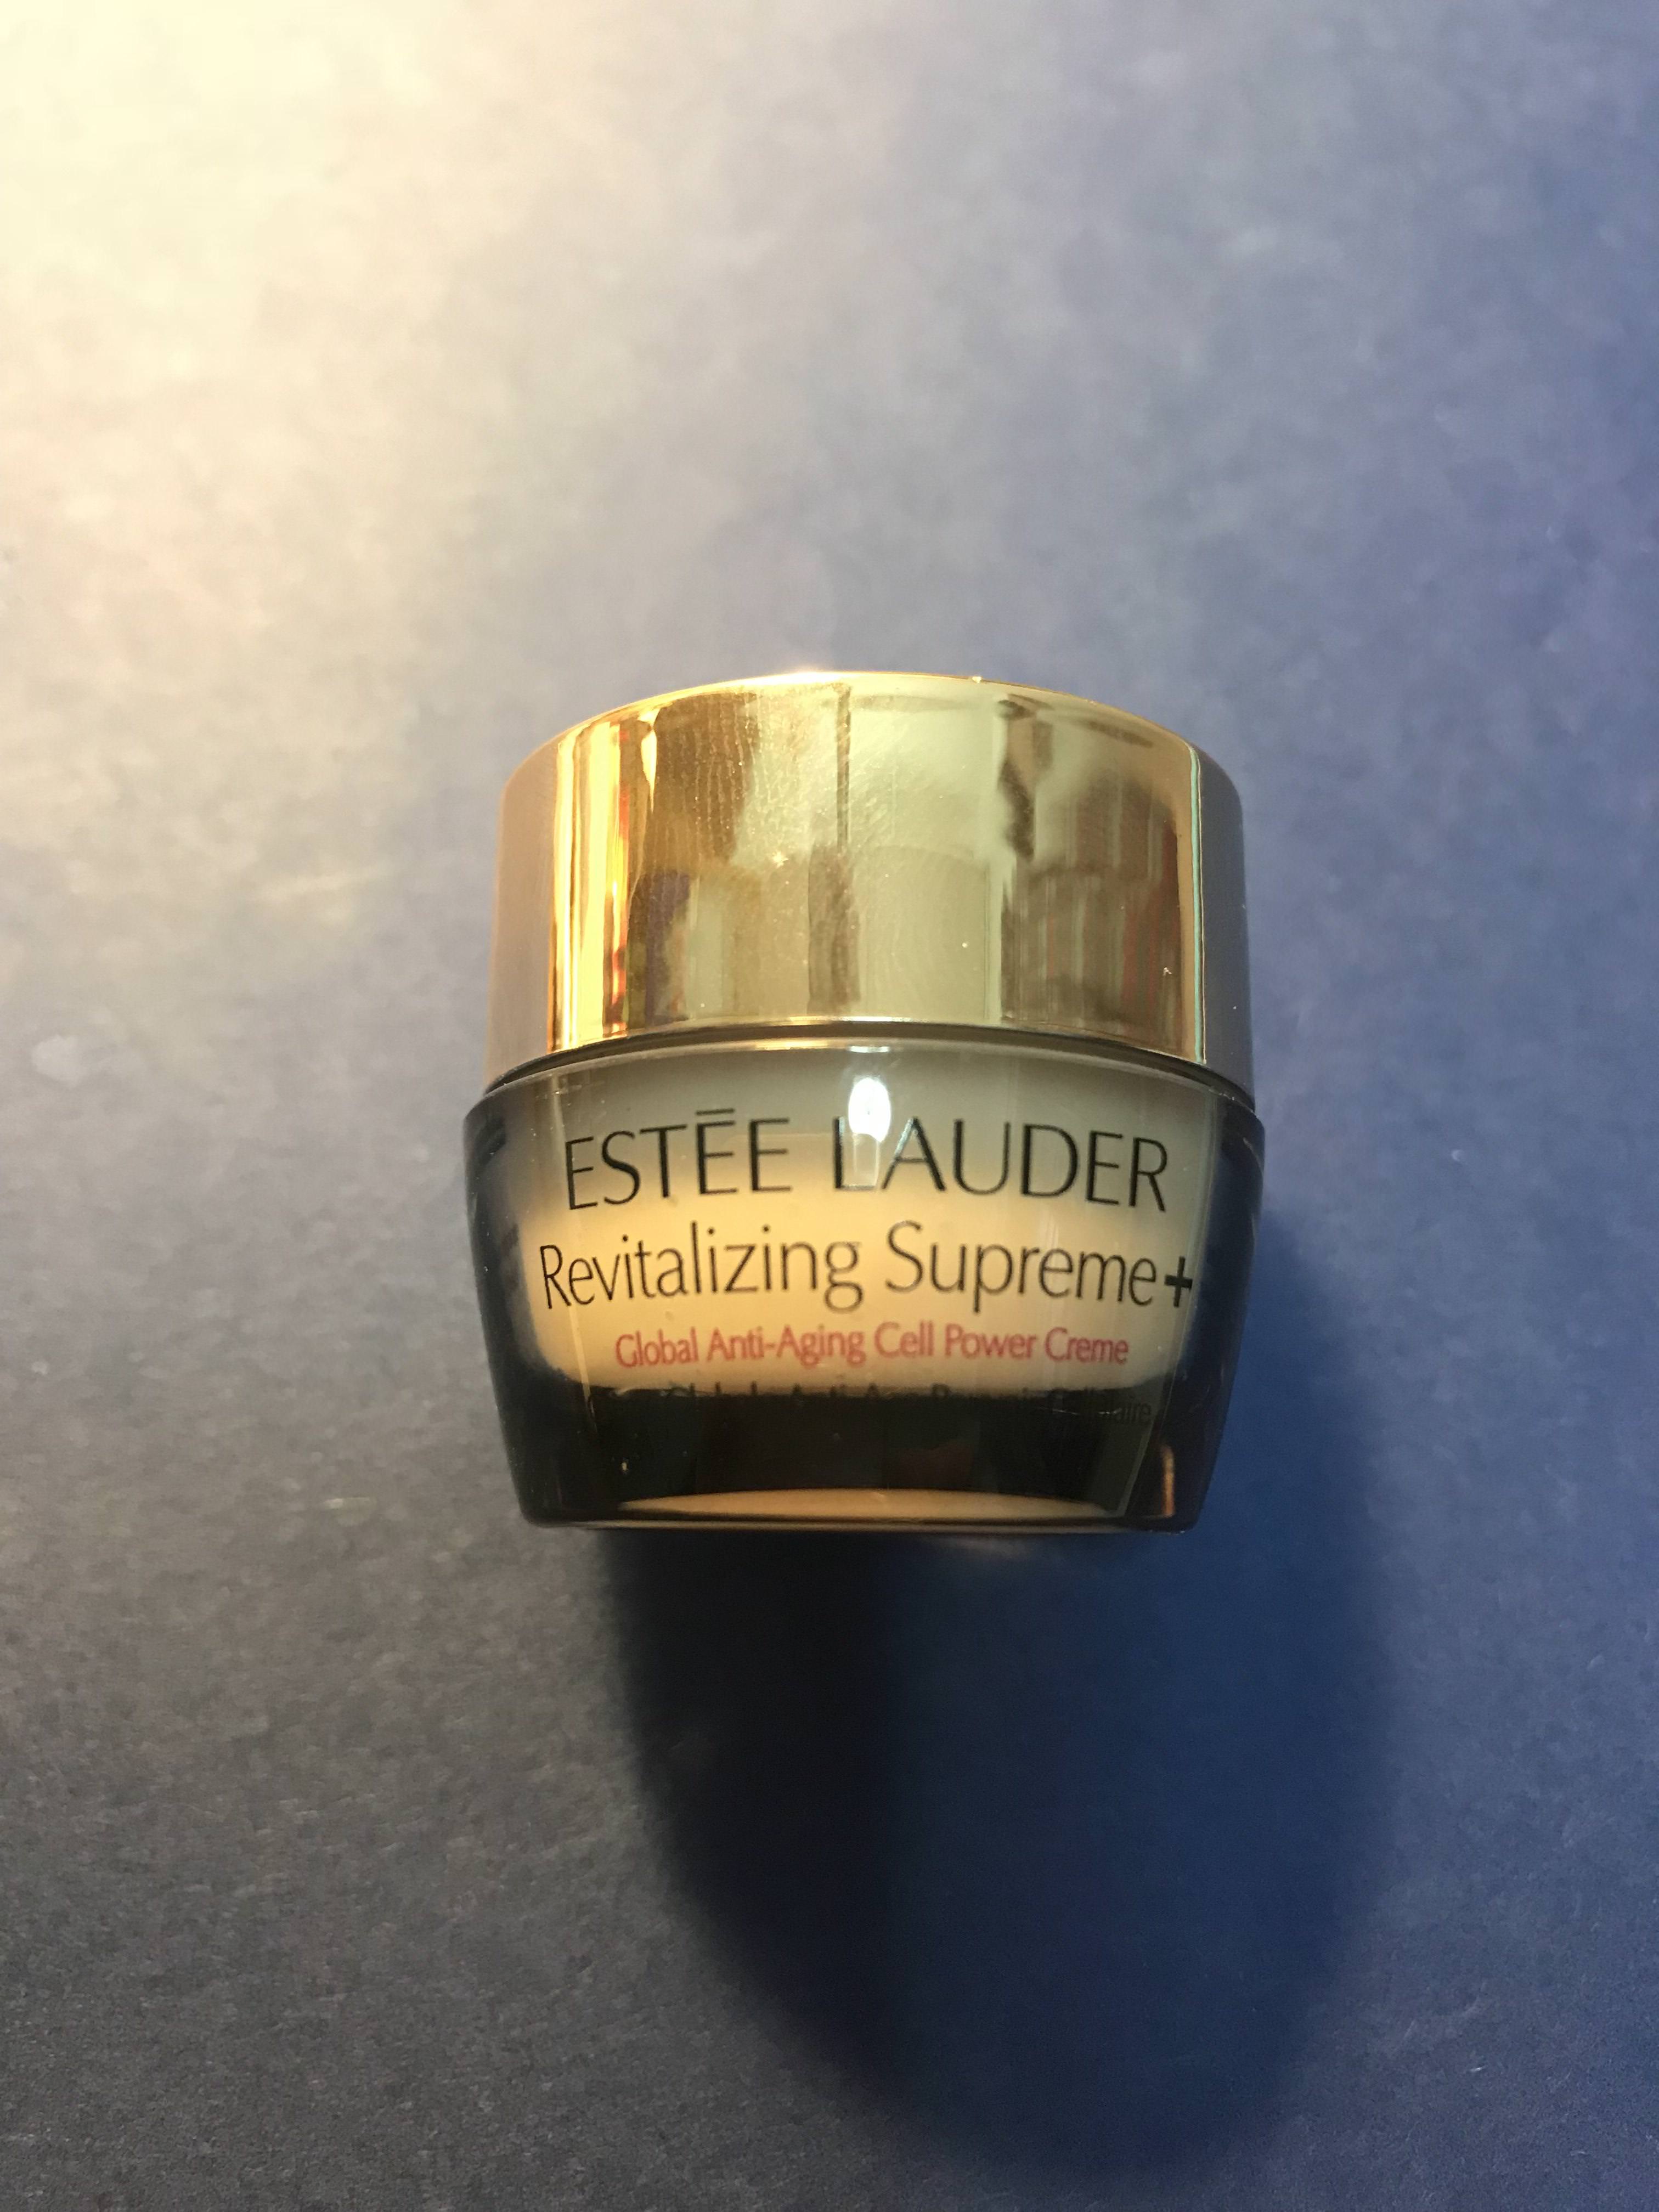 ESTĒE LAUDER
Revitalizing Supreme+
Global Anti-Aging Cell Power Creme